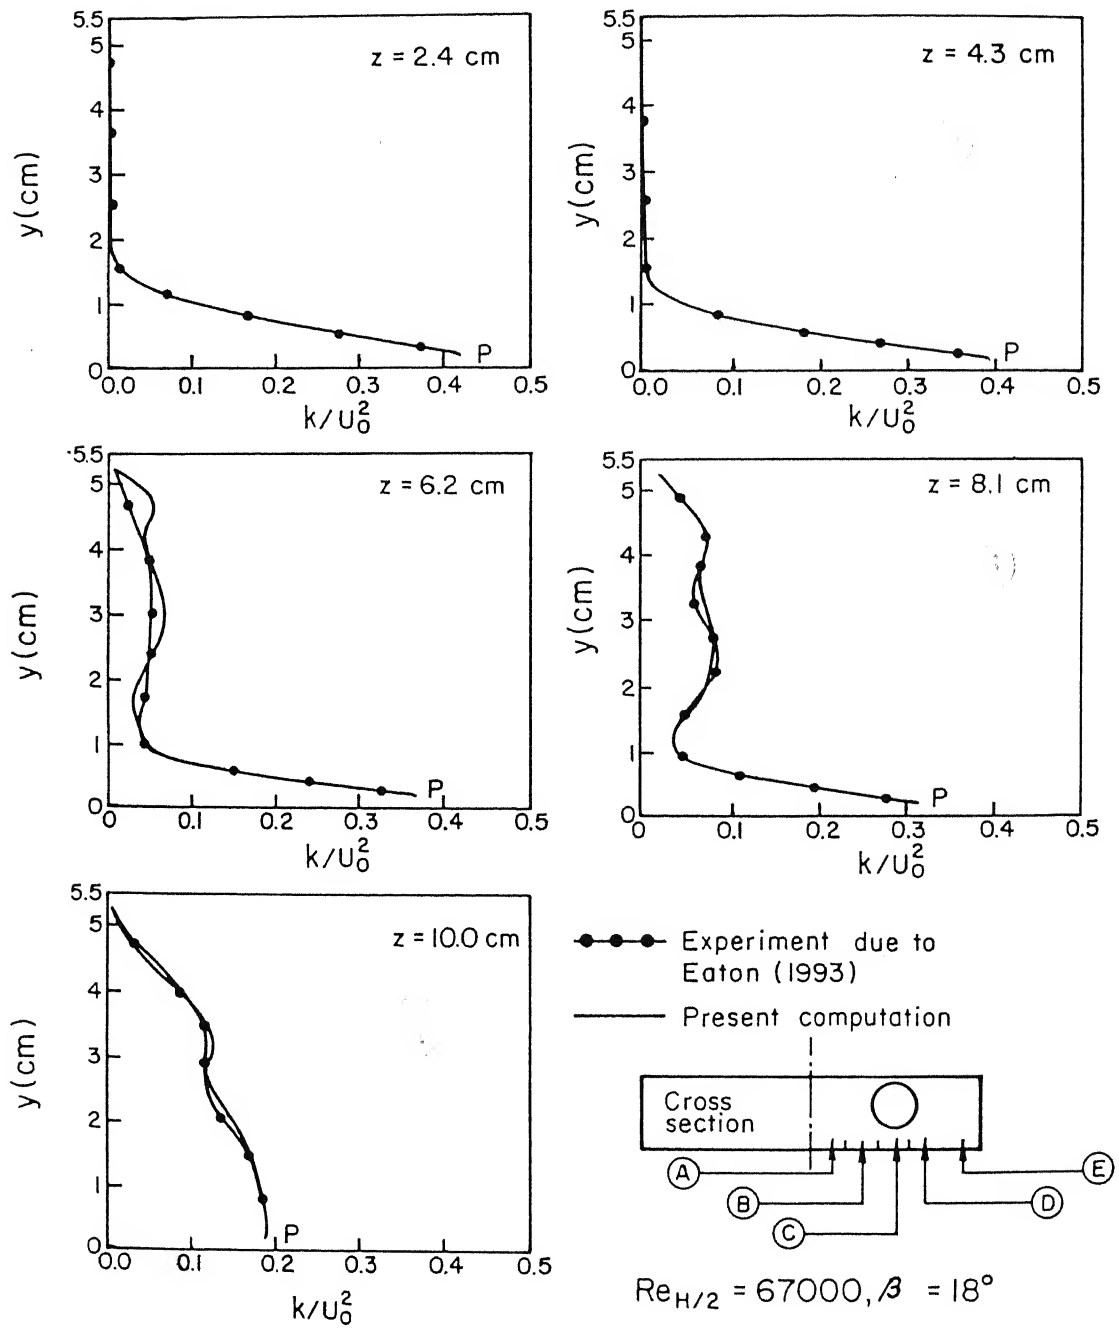 5.5
5
4
3
2
1
0
y(cm)
z = 2.4 cm
P
0.0 0.1 0.2 0.3 0.4 0.5
k/U₀²
5.5
5
4
3
2
1
0
y(cm)
z = 4.3 cm
P
0.0 0.1 0.2 0.3 0.4 0.5
k/U₀²
5.5
5
4
3
2
1
0
y(cm)
z = 6.2 cm
P
0 0.1 0.2 0.3 0.4 0.5
k/U₀²
5.5
5
4
3
2
1
0
y(cm)
z = 8.1 cm
P
0 0.1 0.2 0.3 0.4 0.5
k/U₀²
5.5
5
4
3
2
1
0
y(cm)
z = 10.0 cm
P
0.0 0.1 0.2 0.3 0.4 0.5
k/U₀²
Experiment due to
Eaton (1993)
Present computation
Cross
section
A
B
C
D
E
Re_H/2 = 67000, β = 18°